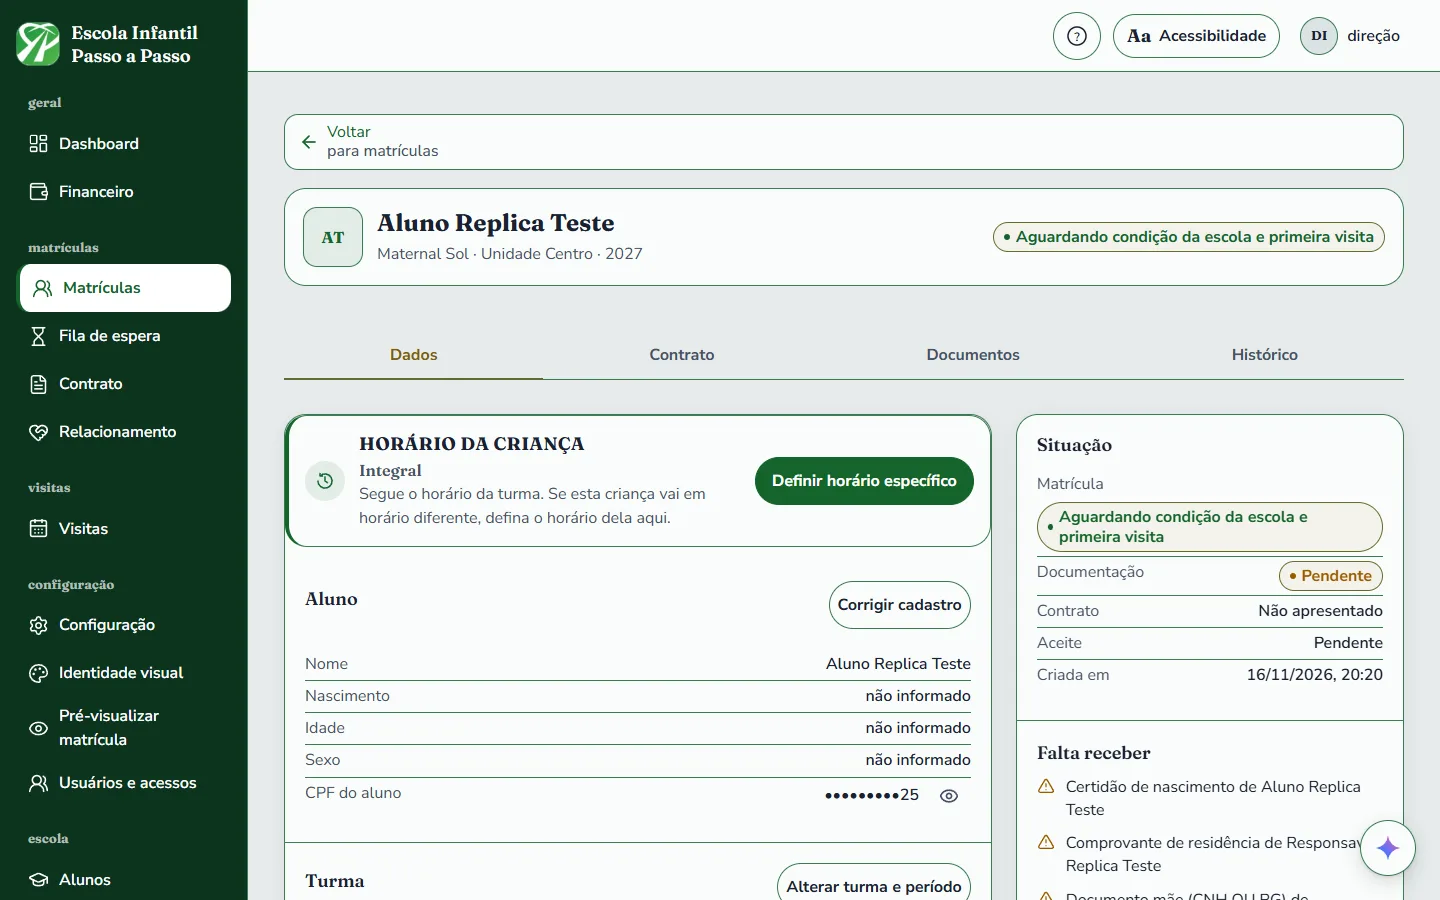 Escola Infantil
Passo a Passo
geral
Dashboard
Financeiro
matrículas
Matrículas
Fila de espera
Contrato
Relacionamento
visitas
Visitas
configuração
Configuração
Identidade visual
Pré-visualizar
matrícula
Usuários e acessos
escola
Alunos
?
Aa Acessibilidade
DI direção
Voltar
para matrículas
AT
Aluno Replica Teste
Maternal Sol · Unidade Centro · 2027
• Aguardando condição da escola e primeira visita
Dados
Contrato
Documentos
Histórico
HORÁRIO DA CRIANÇA
Integral
Segue o horário da turma. Se esta criança vai em
horário diferente, defina o horário dela aqui.
Definir horário específico
Aluno
Corrigir cadastro
Nome Aluno Replica Teste
Nascimento não informado
Idade não informado
Sexo não informado
CPF do aluno •••••••••25
Turma
Alterar turma e período
Situação
Matrícula
• Aguardando condição da escola e
primeira visita
Documentação • Pendente
Contrato Não apresentado
Aceite Pendente
Criada em 16/11/2026, 20:20
Falta receber
Certidão de nascimento de Aluno Replica
Teste
Comprovante de residência de Responsav
Replica Teste
Documento mãe (CNH OU RG) de